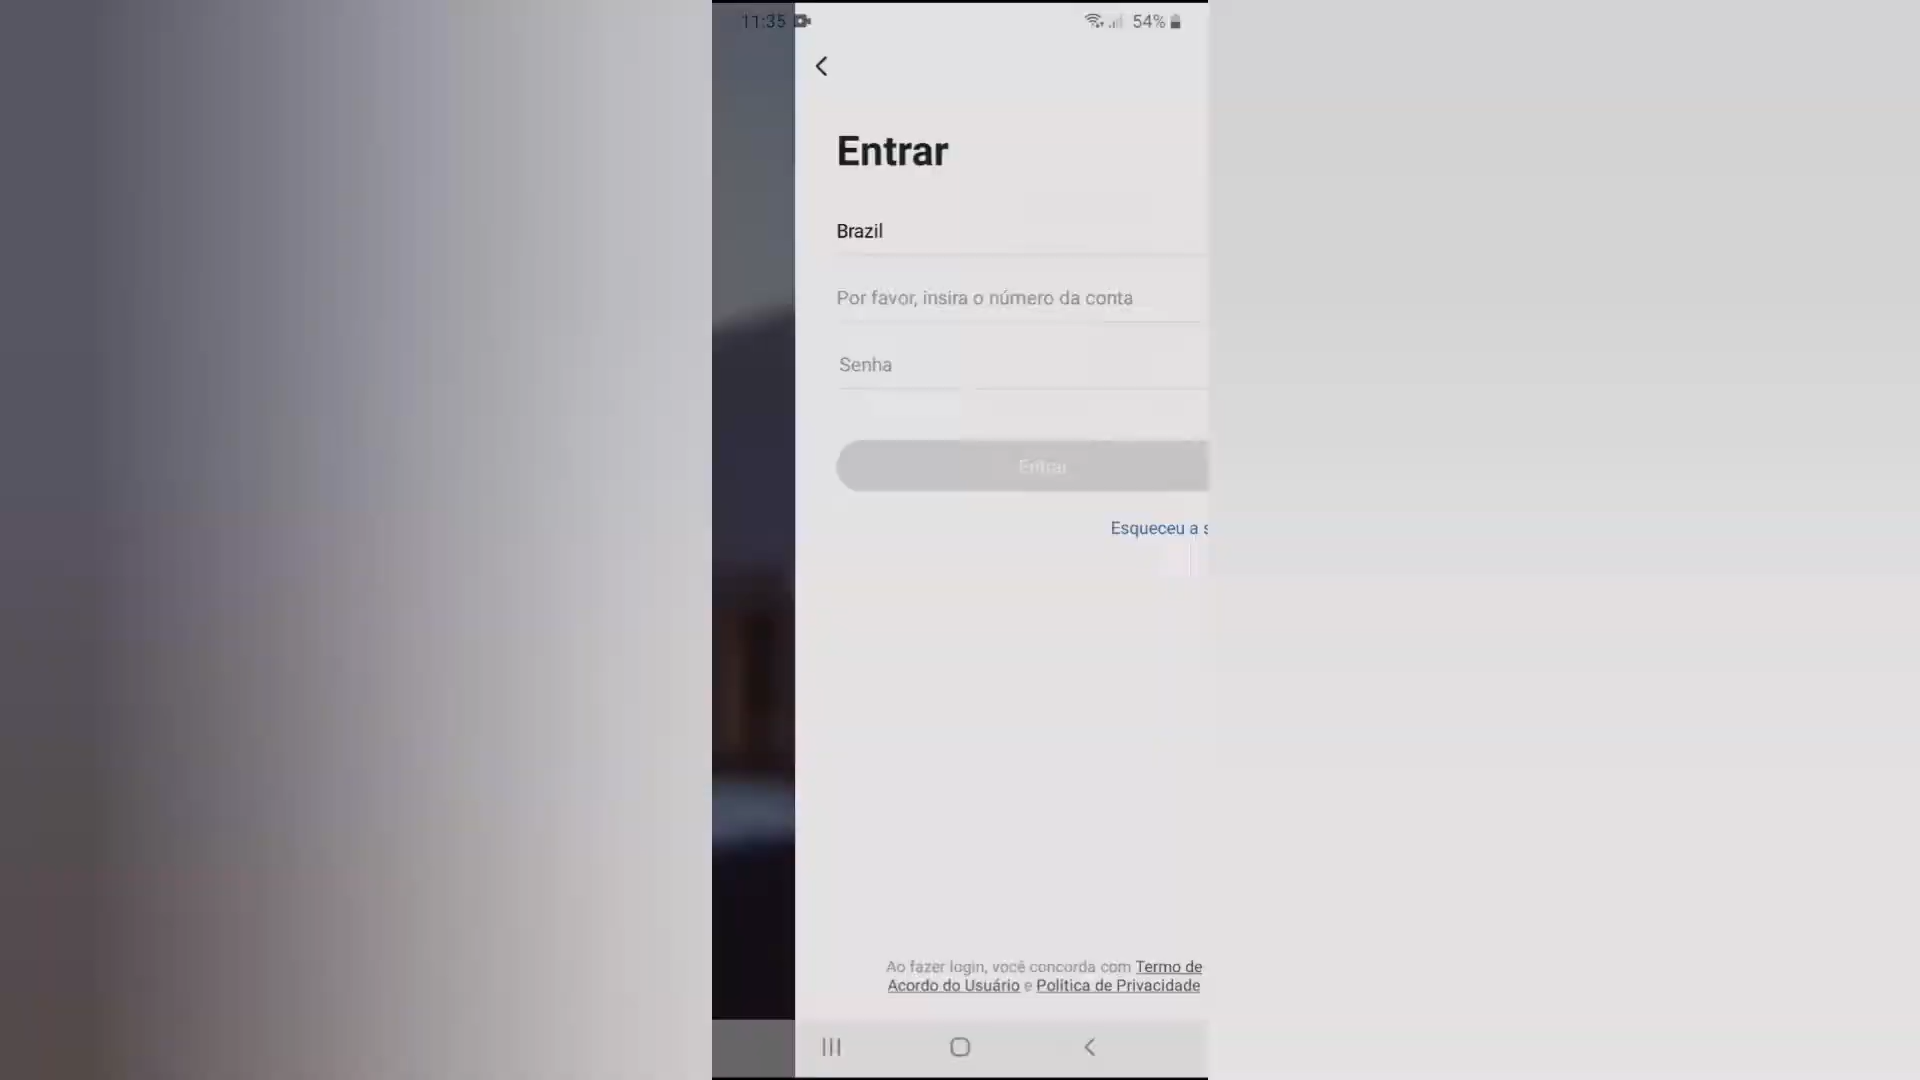 11:35
54%
Entrar
Brazil
Por favor, insira o número da conta
Senha
Entrar
Esqueceu a s
Ao fazer login, você concorda com Termo de
Acordo do Usuário e Política de Privacidade